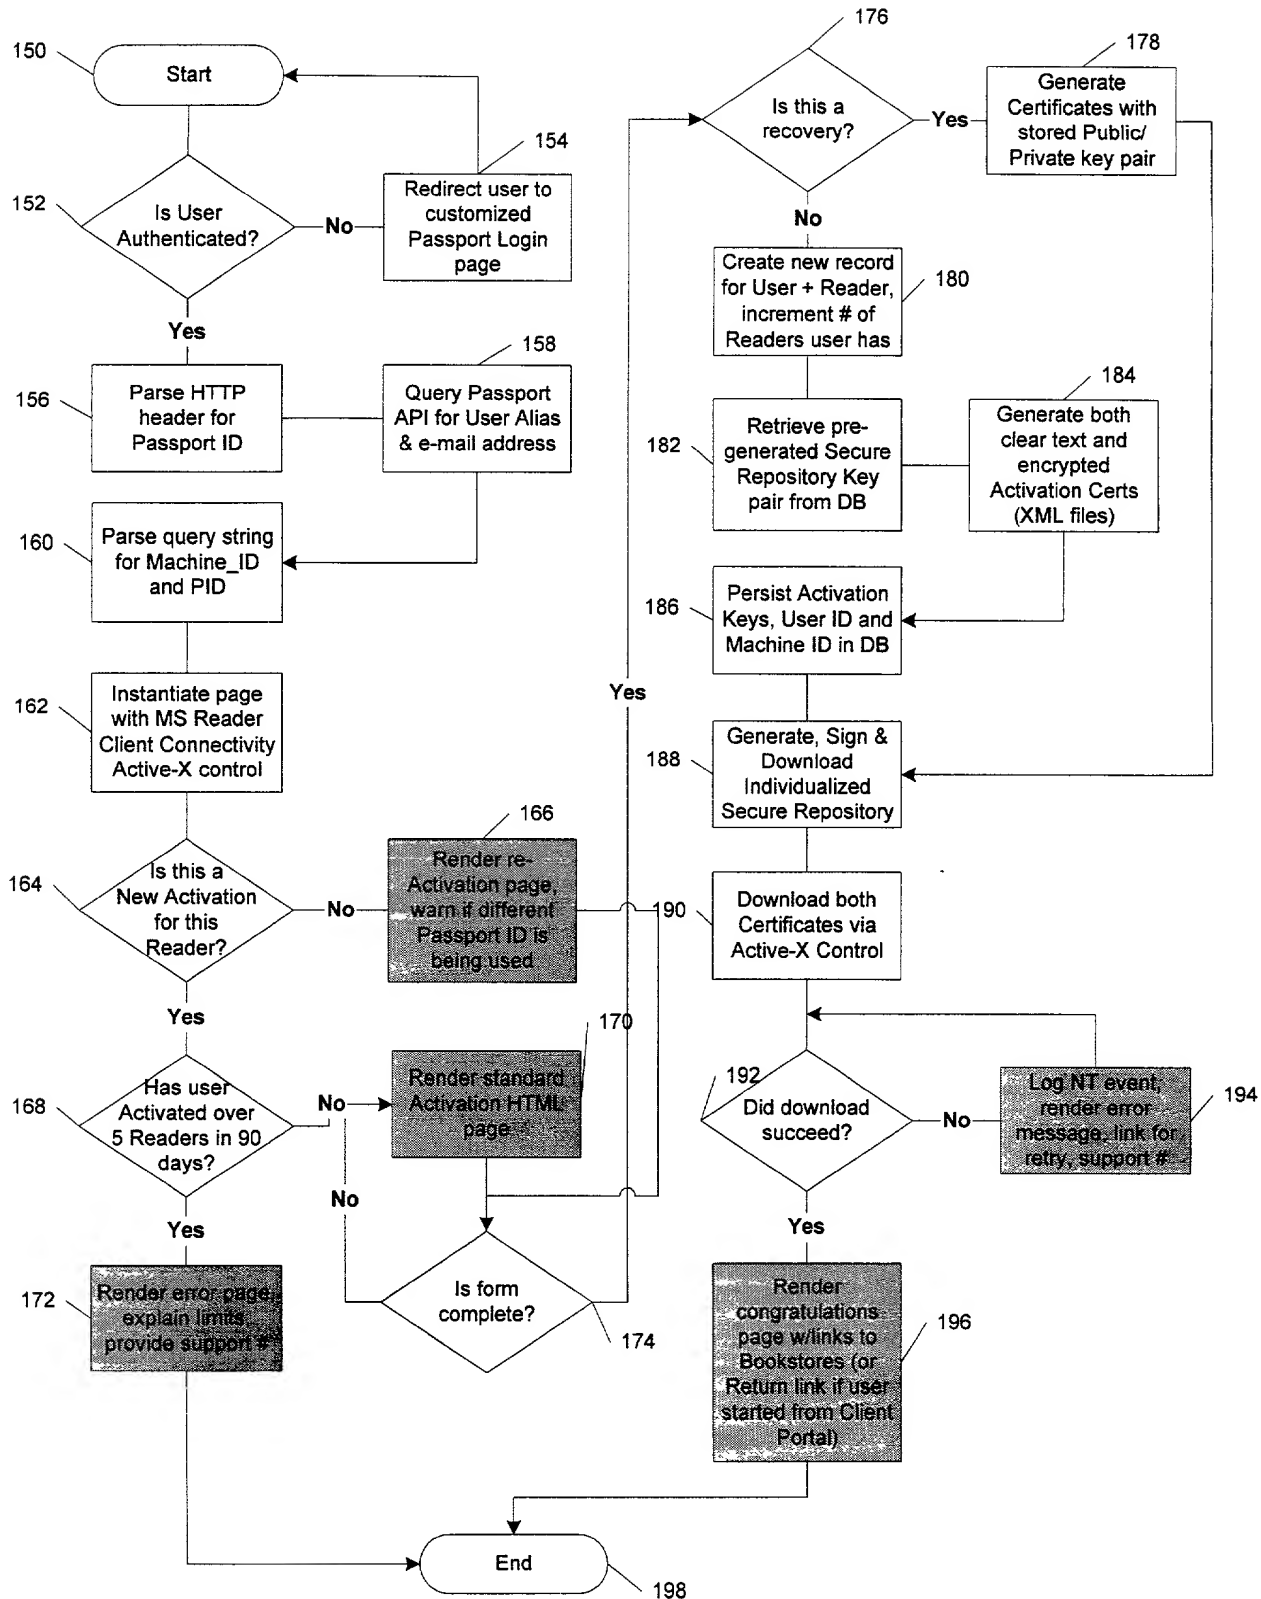 150
Start
154
152
Is User
Authenticated?
No
Redirect user to
customized
Passport Login
page
Yes
158
156
Parse HTTP
header for
Passport ID
Query Passport
API for User Alias
& e-mail address
160
Parse query string
for Machine_ID
and PID
162
Instantiate page
with MS Reader
Client Connectivity
Active-X control
164
Is this a
New Activation
for this
Reader?
No
166
Render re-
Activation page,
warn if different
Passport ID is
being used
Yes
168
Has user
Activated over
5 Readers in 90
days?
No
170
Render standard
Activation HTML
page
No
Yes
172
Render error page,
explain limits,
provide support #
Is form
complete?
174
Yes
176
Is this a
recovery?
Yes
178
Generate
Certificates with
stored Public/
Private key pair
No
180
Create new record
for User + Reader,
increment # of
Readers user has
182
Retrieve pre-
generated Secure
Repository Key
pair from DB
184
Generate both
clear text and
encrypted
Activation Certs
(XML files)
186
Persist Activation
Keys, User ID and
Machine ID in DB
188
Generate, Sign &
Download
Individualized
Secure Repository
190
Download both
Certificates via
Active-X Control
192
Did download
succeed?
No
194
Log NT event,
render error
message, link for
retry, support #
Yes
196
Render
congratulations
page w/links to
Bookstores (or
Return link if user
started from Client
Portal)
End
198